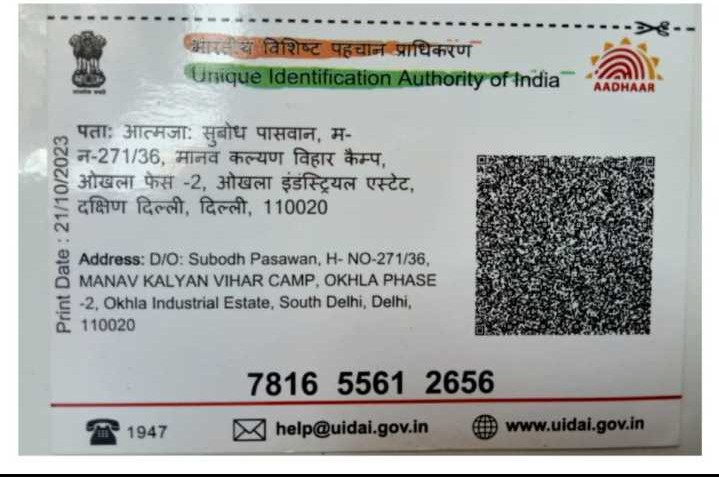 भारतीय विशिष्ट पहचान प्राधिकरण
Unique Identification Authority of India
AADHAAR
पता: आत्मजा: सुबोध पासवान, म-
न-271/36, मानव कल्यण विहार कैम्प,
ओखला फेस -2, ओखला इंडस्ट्रियल एस्टेट,
दक्षिण दिल्ली, दिल्ली, 110020
Print Date : 21/10/2023
Address: D/O: Subodh Pasawan, H- NO-271/36,
MANAV KALYAN VIHAR CAMP, OKHLA PHASE
-2, Okhla Industrial Estate, South Delhi, Delhi,
110020
7816 5561 2656
1947
help@uidai.gov.in
www.uidai.gov.in